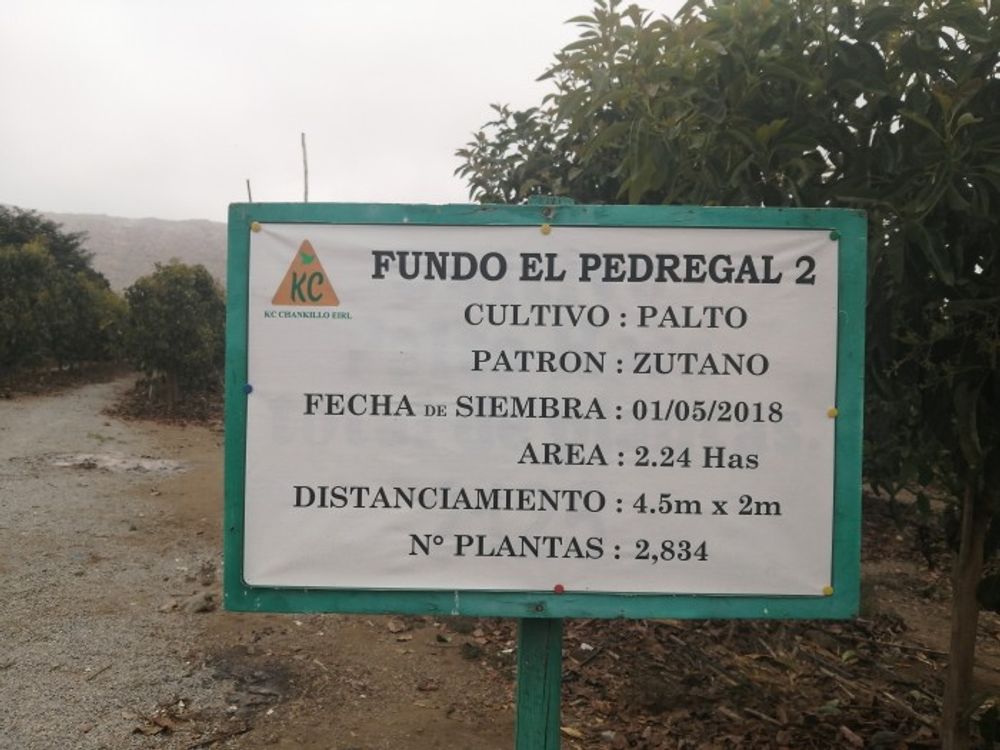 KC
KC CHANKILLO EIRL
FUNDO EL PEDREGAL 2
CULTIVO : PALTO
PATRON : ZUTANO
FECHA DE SIEMBRA : 01/05/2018
AREA : 2.24 Has
DISTANCIAMIENTO : 4.5m x 2m
N° PLANTAS : 2,834